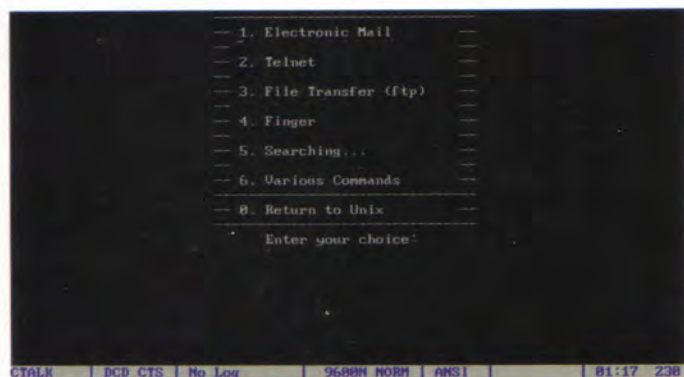 1. Electronic Mail
2. Telnet
3. File Transfer (ftp)
4. Finger
5. Searching...
6. Various Commands
0. Return to Unix
Enter your choice:
CTALK | DCD CTS | No Log | 9600N NORM | ANSI | | 01:17 230